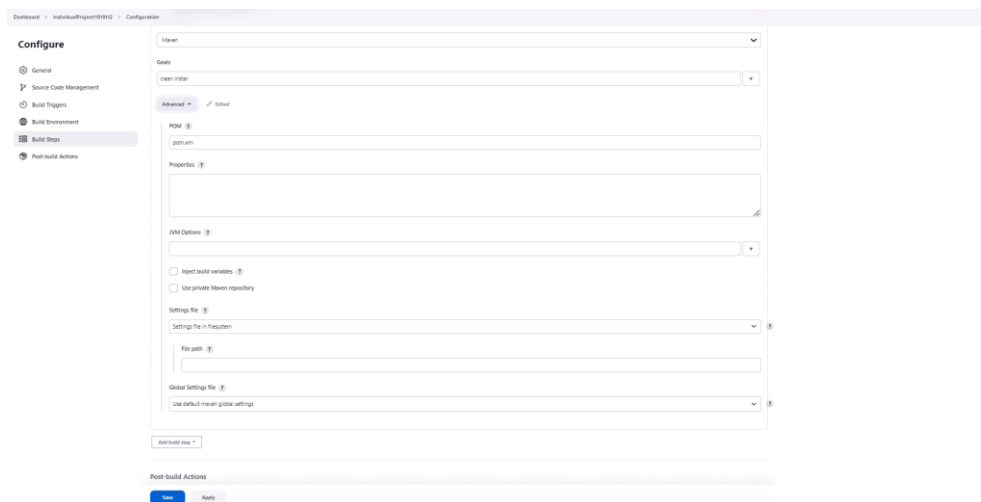 Dashboard > IndividualProject1919112 > Configuration
Configure
General
Source Code Management
Build Triggers
Build Environment
Build Steps
Post-build Actions
Maven
Goals
clean install
Advanced Edited
POM ?
pom.xml
Properties ?
JVM Options ?
Inject build variables ?
Use private Maven repository
Settings file ?
Settings file in filesystem
?
File path ?
Global Settings file ?
Use default maven global settings
?
Add build step
Post-build Actions
Save Apply